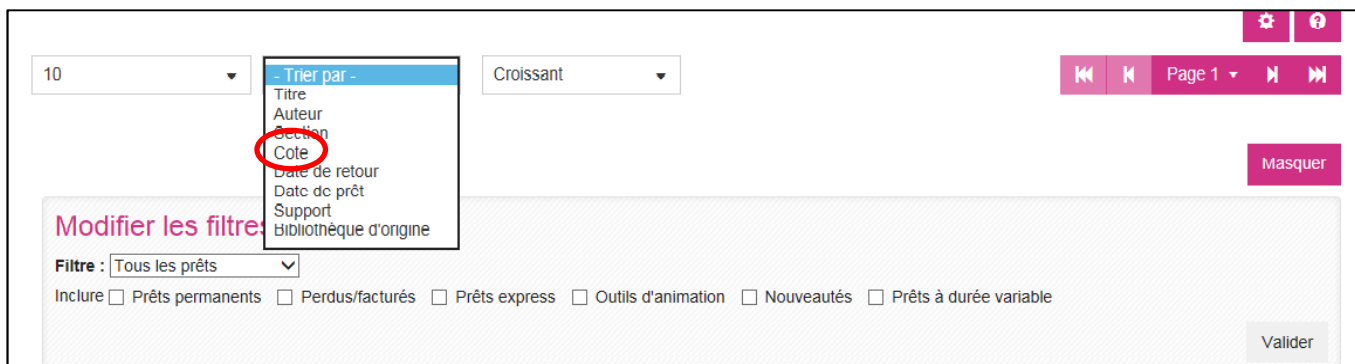 10
- Trier par -
Croissant
Page 1
Titre
Auteur
Section
Cote
Date de retour
Date de prêt
Support
Bibliothèque d'origine
Masquer
Modifier les filtres
Filtre : Tous les prêts
Inclure Prêts permanents Perdus/facturés Prêts express Outils d'animation Nouveautés Prêts à durée variable
Valider